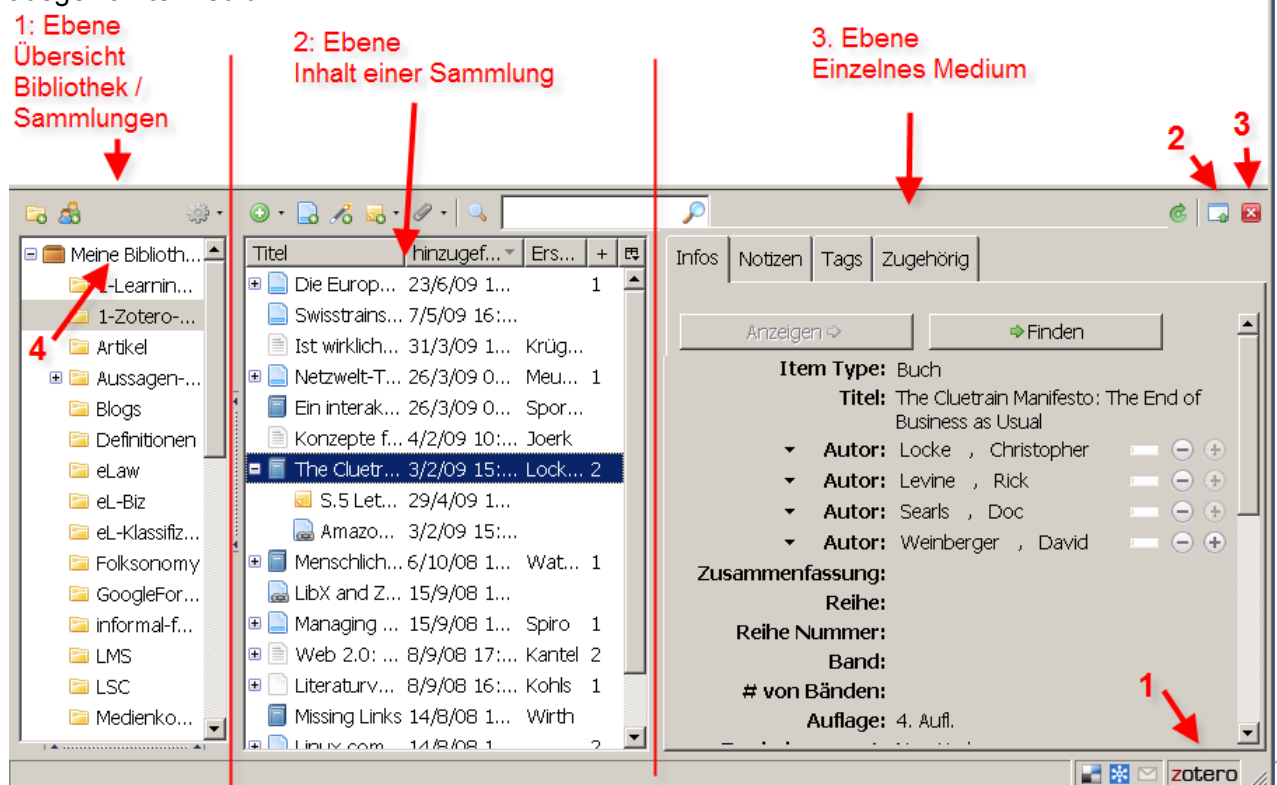 1: Ebene
Übersicht
Bibliothek /
Sammlungen
2: Ebene
Inhalt einer Sammlung
3. Ebene
Einzelnes Medium
2
3
Meine Biblioth...
1-Learnin...
1-Zotero-...
4
Artikel
Aussagen-...
Blogs
Definitionen
eLaw
eL-Biz
eL-Klassifiz...
Folksonomy
GoogleFor...
informal-f...
LMS
LSC
Medienko...
Titel hinzugef... Ers... +
Die Europ... 23/6/09 1... 1
Swisstrains... 7/5/09 16:...
Ist wirklich... 31/3/09 1... Krüg...
Netzwelt-T... 26/3/09 0... Meu... 1
Ein interak... 26/3/09 0... Spor...
Konzepte f... 4/2/09 10:... Joerk
The Cluetr... 3/2/09 15:... Lock... 2
S.5 Let... 29/4/09 1...
Amazo... 3/2/09 15:...
Menschlich... 6/10/08 1... Wat... 1
LibX and Z... 15/9/08 1...
Managing ... 15/9/08 1... Spiro 1
Web 2.0: ... 8/9/08 17:... Kantel 2
Literaturv... 8/9/08 16:... Kohls 1
Missing Links 14/8/08 1... Wirth
Linux.com... 14/8/08 1... 2
Infos Notizen Tags Zugehörig
Anzeigen Finden
Item Type: Buch
Titel: The Cluetrain Manifesto: The End of
Business as Usual
Autor: Locke , Christopher
Autor: Levine , Rick
Autor: Searls , Doc
Autor: Weinberger , David
Zusammenfassung:
Reihe:
Reihe Nummer:
Band:
# von Bänden:
Auflage: 4. Aufl.
1
zotero